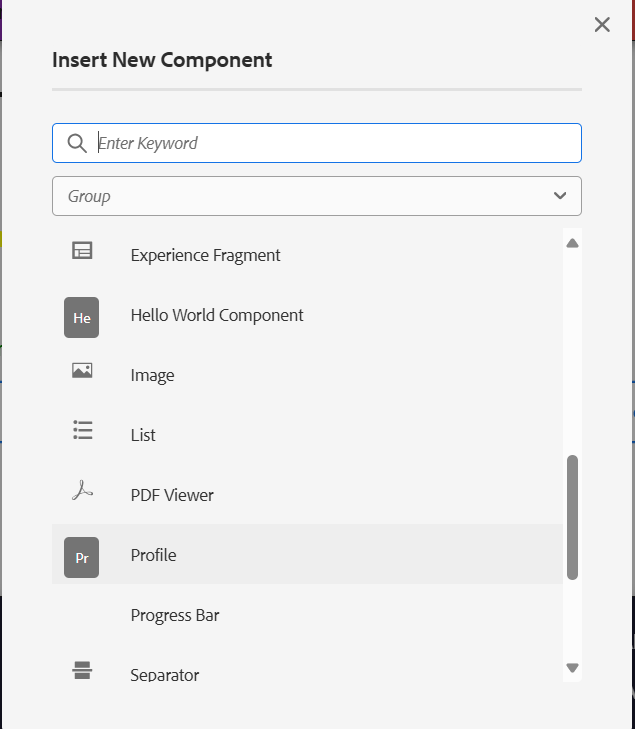 Insert New Component
Enter Keyword
Group
Experience Fragment
He Hello World Component
Image
List
PDF Viewer
Pr Profile
Progress Bar
Separator